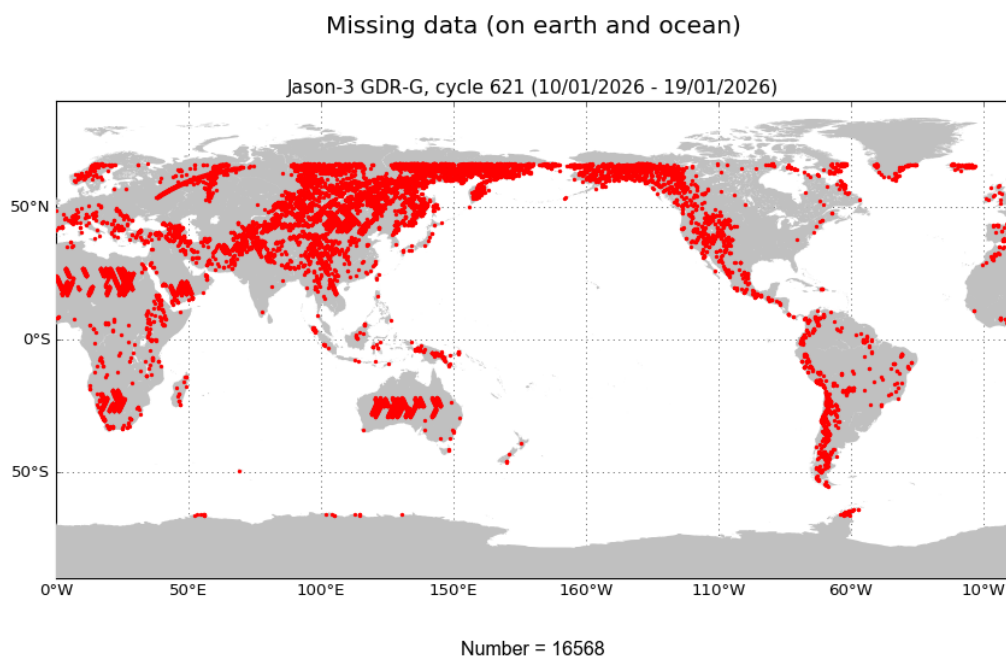 Missing data (on earth and ocean)
Jason-3 GDR-G, cycle 621 (10/01/2026 - 19/01/2026)
50°N
0°S
50°S
0°W 50°E 100°E 150°E 160°W 110°W 60°W 10°W
Number = 16568